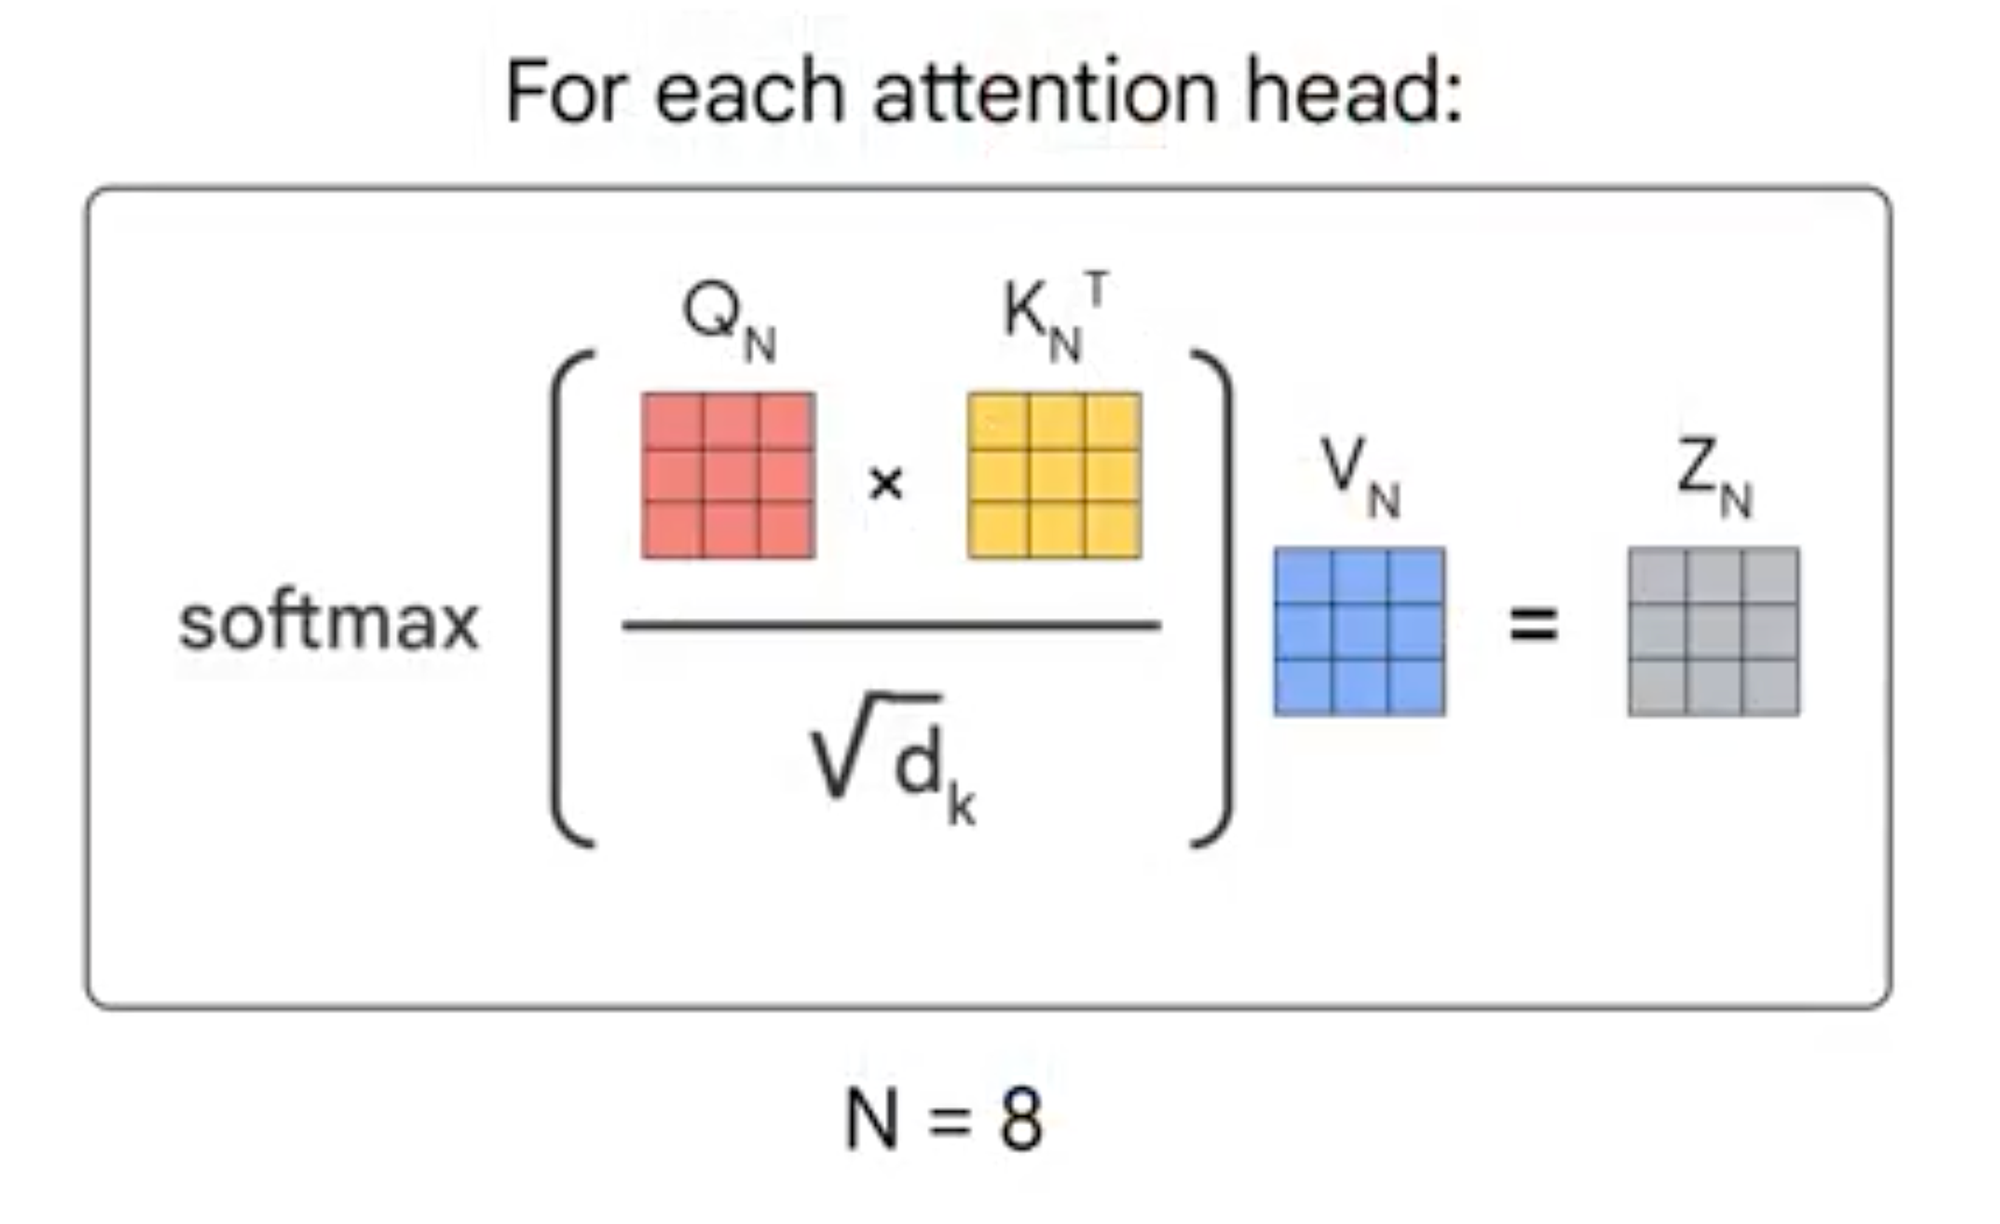 For each attention head:
Q_N
K_N^T
×
softmax
√d_k
V_N
=
Z_N
N = 8